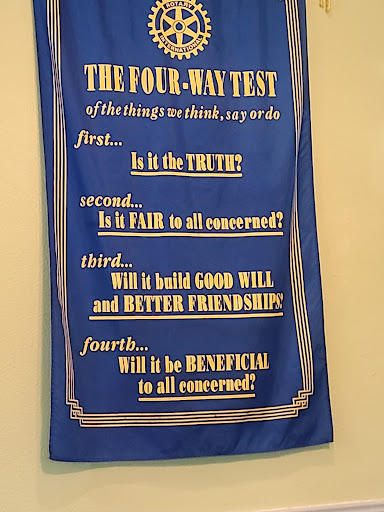 ROTARY
INTERNATIONAL
THE FOUR-WAY TEST
of the things we think, say or do
first...
Is it the TRUTH?
second...
Is it FAIR to all concerned?
third...
Will it build GOOD WILL
and BETTER FRIENDSHIPS?
fourth...
Will it be BENEFICIAL
to all concerned?